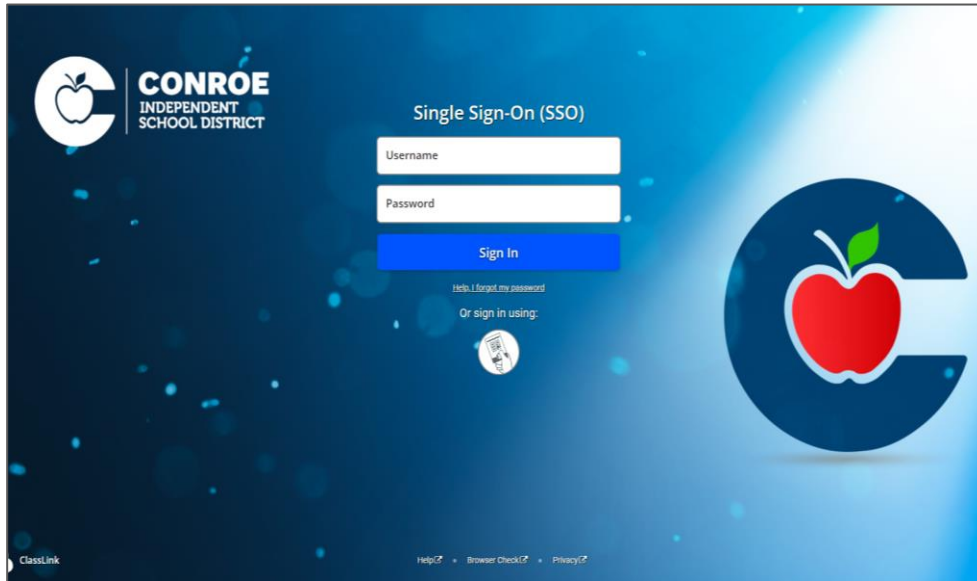 CONROE
INDEPENDENT
SCHOOL DISTRICT
Single Sign-On (SSO)
Username
Password
Sign In
Help, I forgot my password
Or sign in using:
ClassLink
Help
Browser Check
Privacy